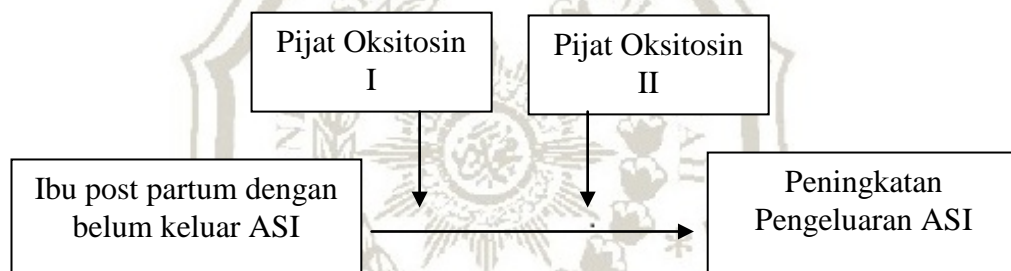 Pijat Oksitosin
I
Pijat Oksitosin
II
Ibu post partum dengan
belum keluar ASI
Peningkatan
Pengeluaran ASI